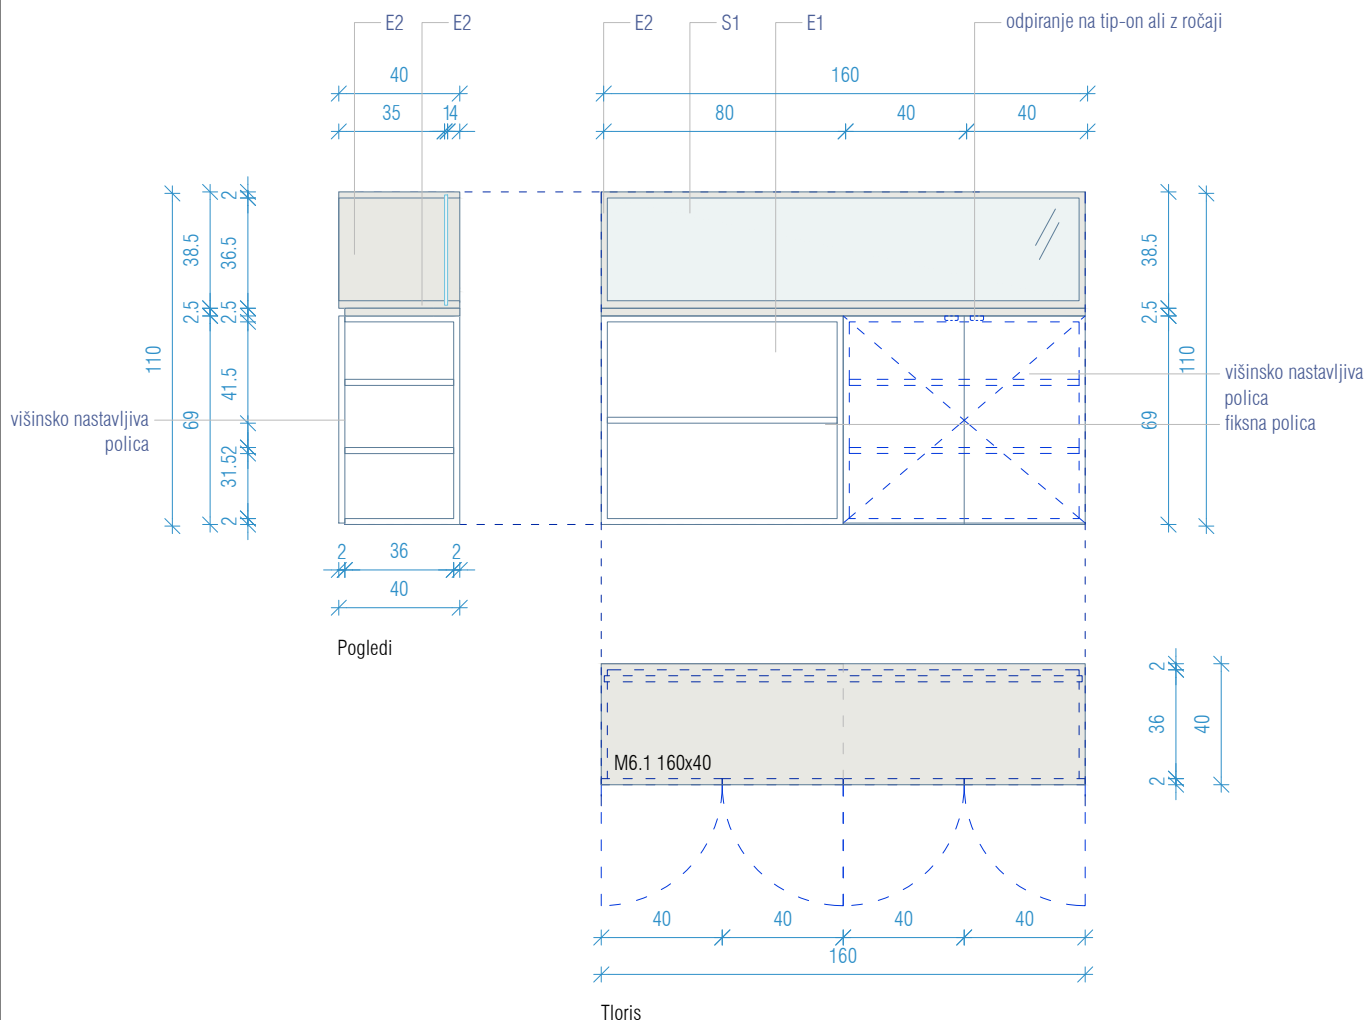 E2
E2
E2
S1
E1
odpiranje na tip-on ali z ročaji
40
160
35
14
80
40
40
2
38.5
36.5
2.5
2.5
110
41.5
69
31.52
2
38.5
2.5
110
69
višinsko nastavljiva
polica
višinsko nastavljiva
polica
fiksna polica
2
36
2
40
Pogledi
2
36
40
2
M6.1 160x40
40
40
40
40
160
Tloris